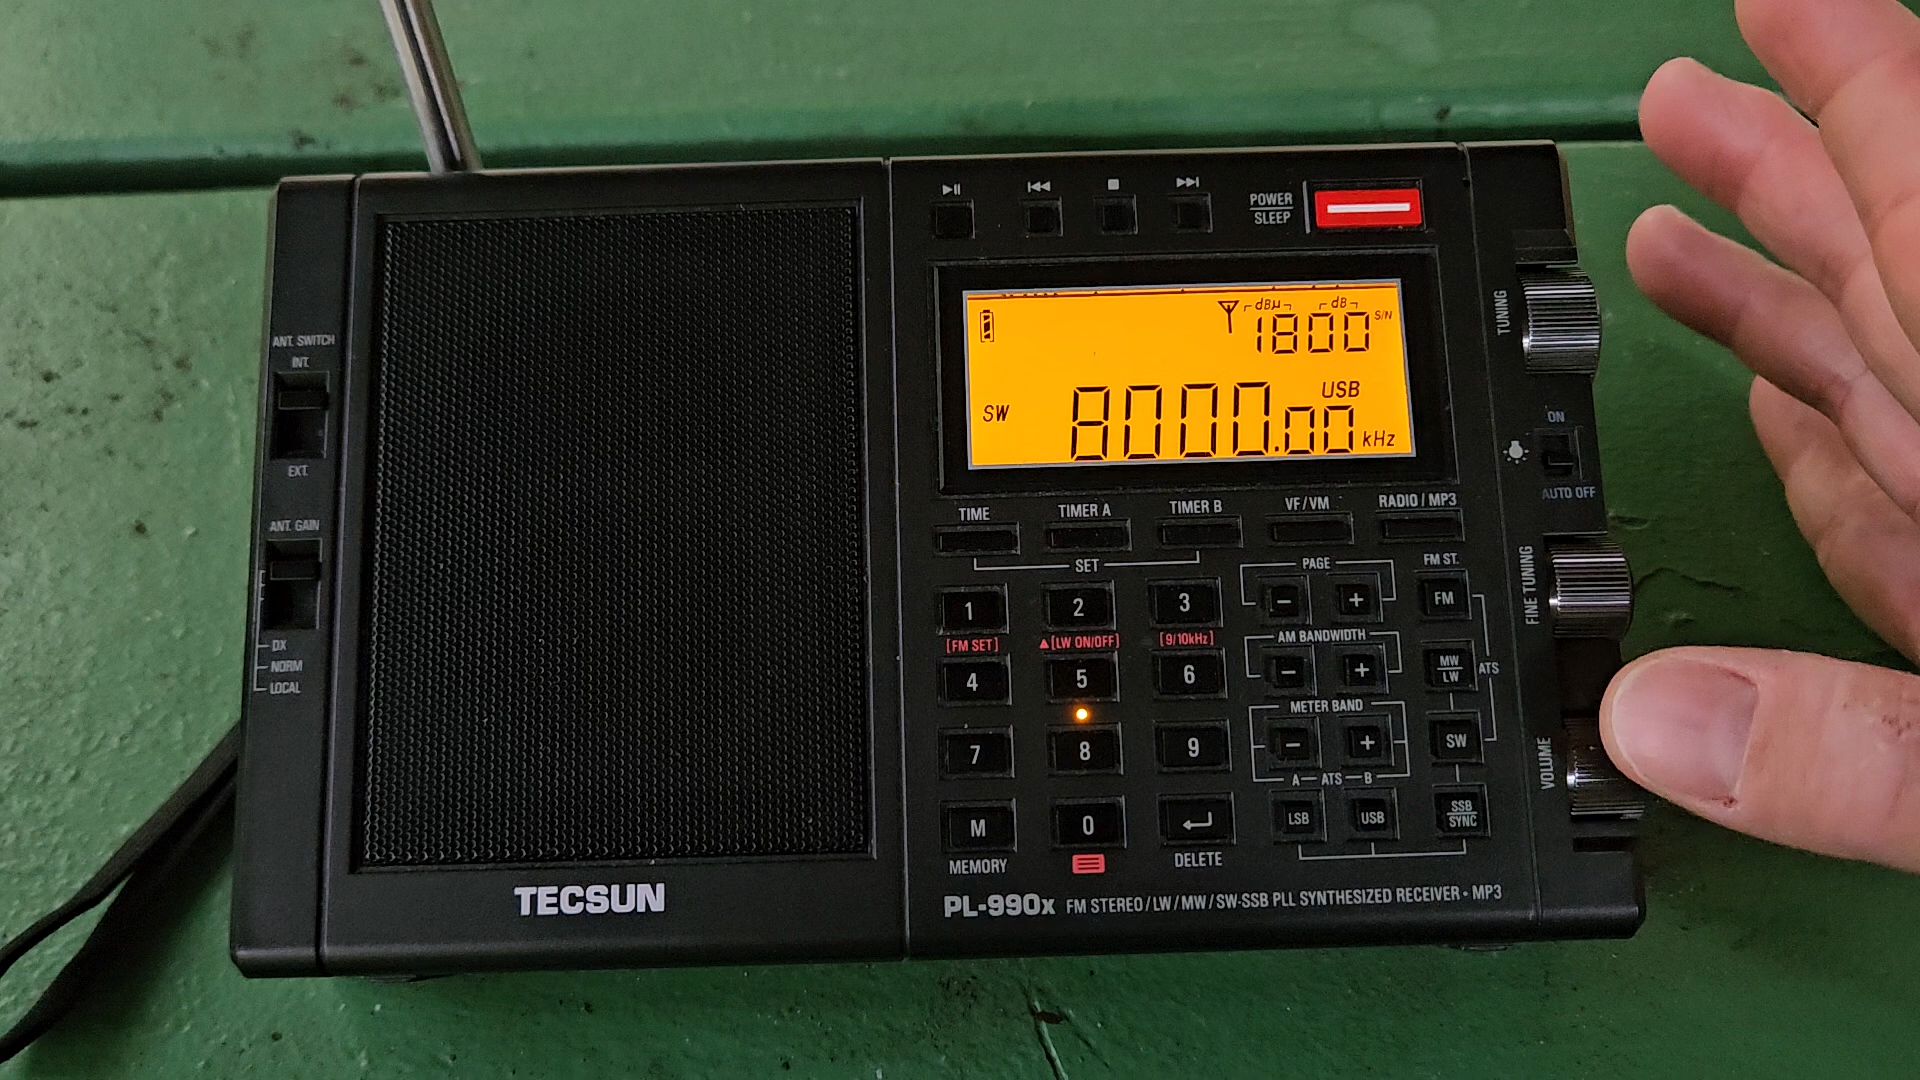 POWER
SLEEP
dBµ dB
1800 S/N
SW 8000.00 USB kHz
ANT. SWITCH
INT.
EXT.
ANT. GAIN
DX
NORM
LOCAL
TUNING
ON
AUTO OFF
FINE TUNING
VOLUME
TIME TIMER A TIMER B VF/VM RADIO / MP3
SET
1 2 3
[FM SET] ▲[LW ON/OFF] [9/10kHz]
4 5 6
7 8 9
M 0
MEMORY DELETE
PAGE
− +
AM BANDWIDTH
− +
METER BAND
− +
A ATS B
LSB USB
FM ST.
FM
MW
LW
ATS
SW
SSB
SYNC
TECSUN
PL-990x FM STEREO/LW/MW/SW-SSB PLL SYNTHESIZED RECEIVER • MP3